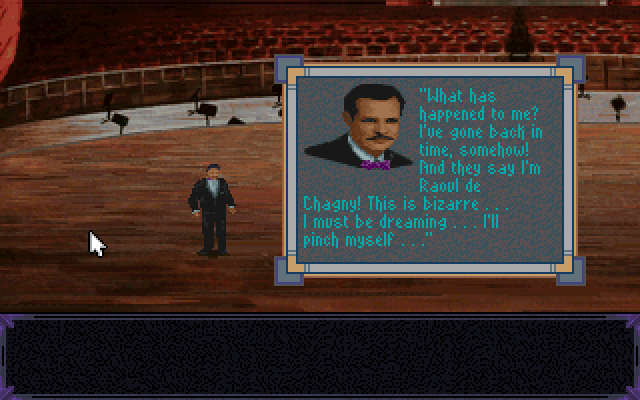 "What has
happened to me?
I've gone back in
time, somehow!
And they say I'm
Raoul de
Chagny! This is bizarre . . .
I must be dreaming . . . I'll
pinch myself . . ."